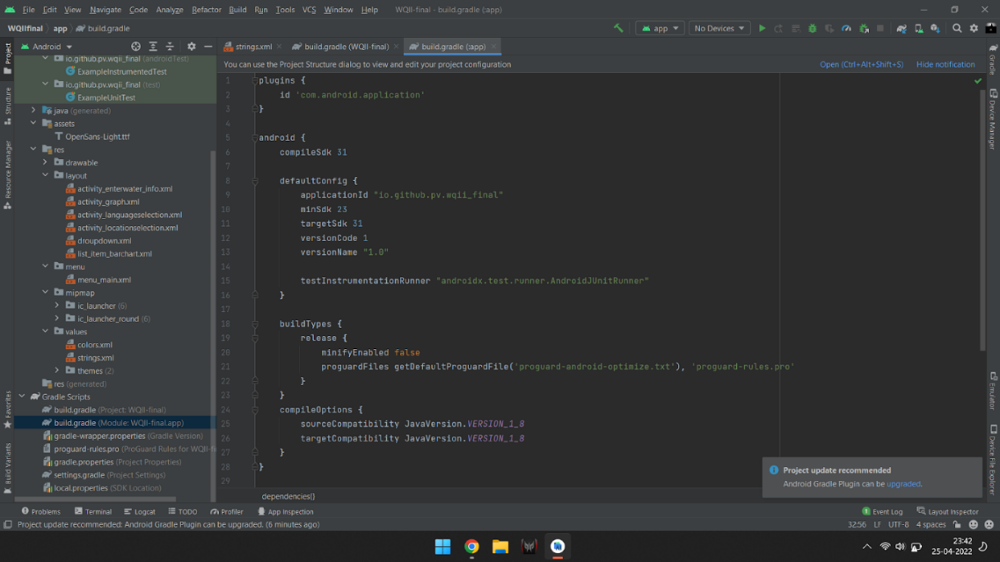 File Edit View Navigate Code Analyze Refactor Build Run Tools VCS Window Help WQII-final - build.gradle (:app)
WQIIfinal app build.gradle
app No Devices
Android
strings.xml build.gradle (WQII-final) build.gradle (:app)
You can use the Project Structure dialog to view and edit your project configuration Open (Ctrl+Alt+Shift+S) Hide notification
Project
Structure
Resource Manager
Favorites
Build Variants
io.github.pv.wqii_final (androidTest)
ExampleInstrumentedTest
io.github.pv.wqii_final (test)
ExampleUnitTest
java (generated)
assets
OpenSans-Light.ttf
res
drawable
layout
activity_enterwater_info.xml
activity_graph.xml
activity_languageselection.xml
activity_locationselection.xml
droupdown.xml
list_item_barchart.xml
menu
menu_main.xml
mipmap
ic_launcher (6)
ic_launcher_round (6)
values
colors.xml
strings.xml
themes (2)
res (generated)
Gradle Scripts
build.gradle (Project: WQII-final)
build.gradle (Module: WQII-final.app)
gradle-wrapper.properties (Gradle Version)
proguard-rules.pro (ProGuard Rules for WQII-fi
gradle.properties (Project Properties)
settings.gradle (Project Settings)
local.properties (SDK Location)
1 plugins {
2 id 'com.android.application'
3 }
4
5 android {
6 compileSdk 31
7
8 defaultConfig {
9 applicationId "io.github.pv.wqii_final"
10 minSdk 23
11 targetSdk 31
12 versionCode 1
13 versionName "1.0"
14
15 testInstrumentationRunner "androidx.test.runner.AndroidJUnitRunner"
16 }
17
18 buildTypes {
19 release {
20 minifyEnabled false
21 proguardFiles getDefaultProguardFile('proguard-android-optimize.txt'), 'proguard-rules.pro'
22 }
23 }
24 compileOptions {
25 sourceCompatibility JavaVersion.VERSION_1_8
26 targetCompatibility JavaVersion.VERSION_1_8
27 }
28 }
29
dependencies{}
Gradle
Device Manager
Emulator
Device File Explorer
Project update recommended
Android Gradle Plugin can be upgraded.
Problems Terminal Logcat TODO Profiler App Inspection 1 Event Log Layout Inspector
Project update recommended: Android Gradle Plugin can be upgraded. (6 minutes ago) 32:56 LF UTF-8 4 spaces
23:42
25-04-2022